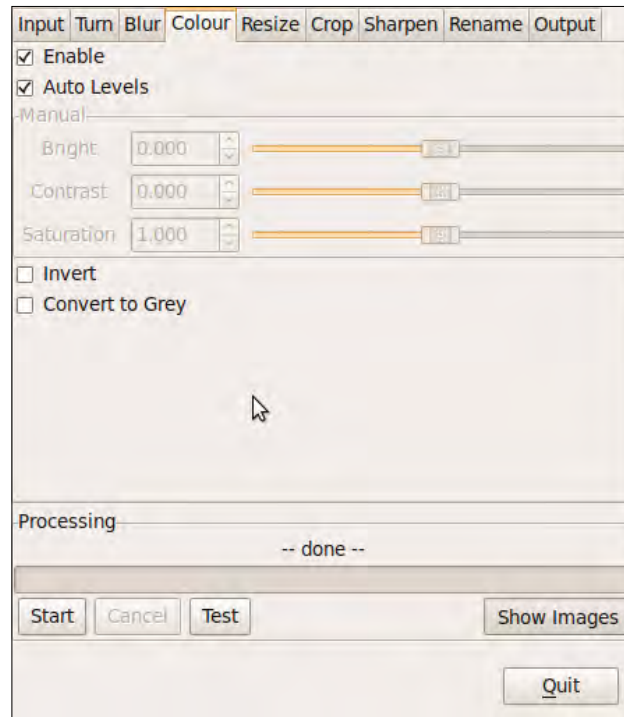 Input Turn Blur Colour Resize Crop Sharpen Rename Output
Enable
Auto Levels
Manual
Bright 0.000
Contrast 0.000
Saturation 1.000
Invert
Convert to Grey
Processing
-- done --
Start Cancel Test Show Images
Quit